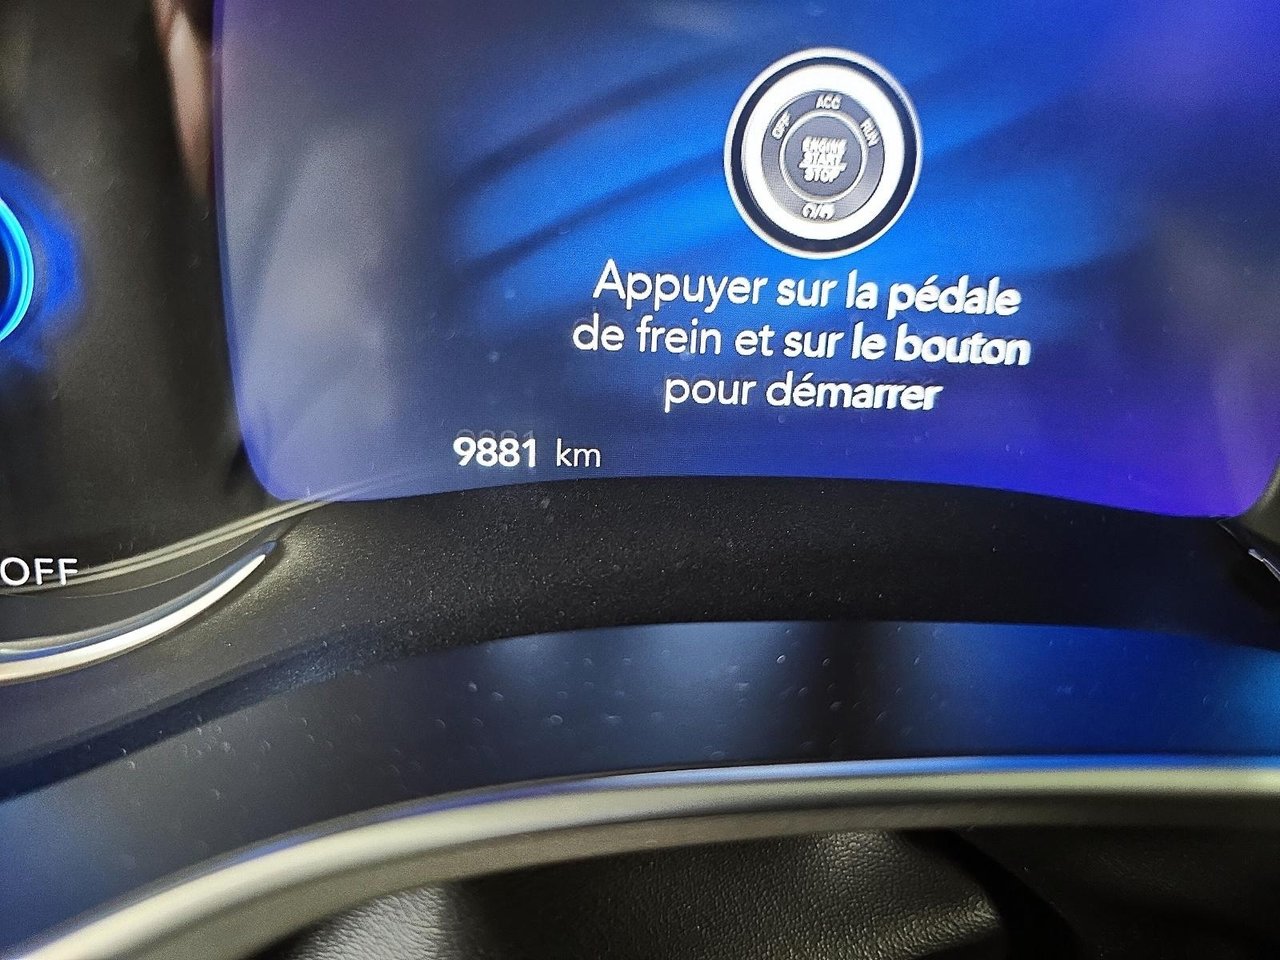 ACC
OFF
RUN
ENGINE
START
STOP
Appuyer sur la pédale
de frein et sur le bouton
pour démarrer
9881 km
OFF